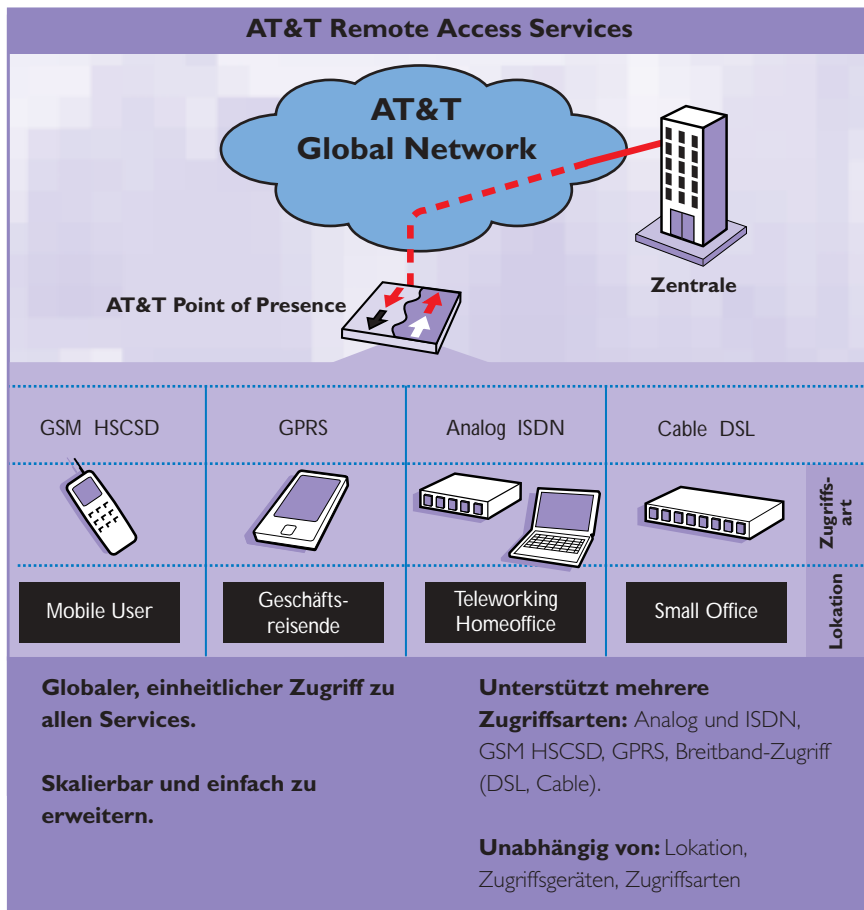 AT&T Remote Access Services
AT&T
Global Network
Zentrale
AT&T Point of Presence
GSM HSCSD
GPRS
Analog ISDN
Cable DSL
Zugriffs-
art
Mobile User
Geschäfts-
reisende
Teleworking
Homeoffice
Small Office
Lokation
Globaler, einheitlicher Zugriff zu
allen Services.
Skalierbar und einfach zu
erweitern.
Unterstützt mehrere
Zugriffsarten: Analog und ISDN,
GSM HSCSD, GPRS, Breitband-Zugriff
(DSL, Cable).
Unabhängig von: Lokation,
Zugriffsgeräten, Zugriffsarten